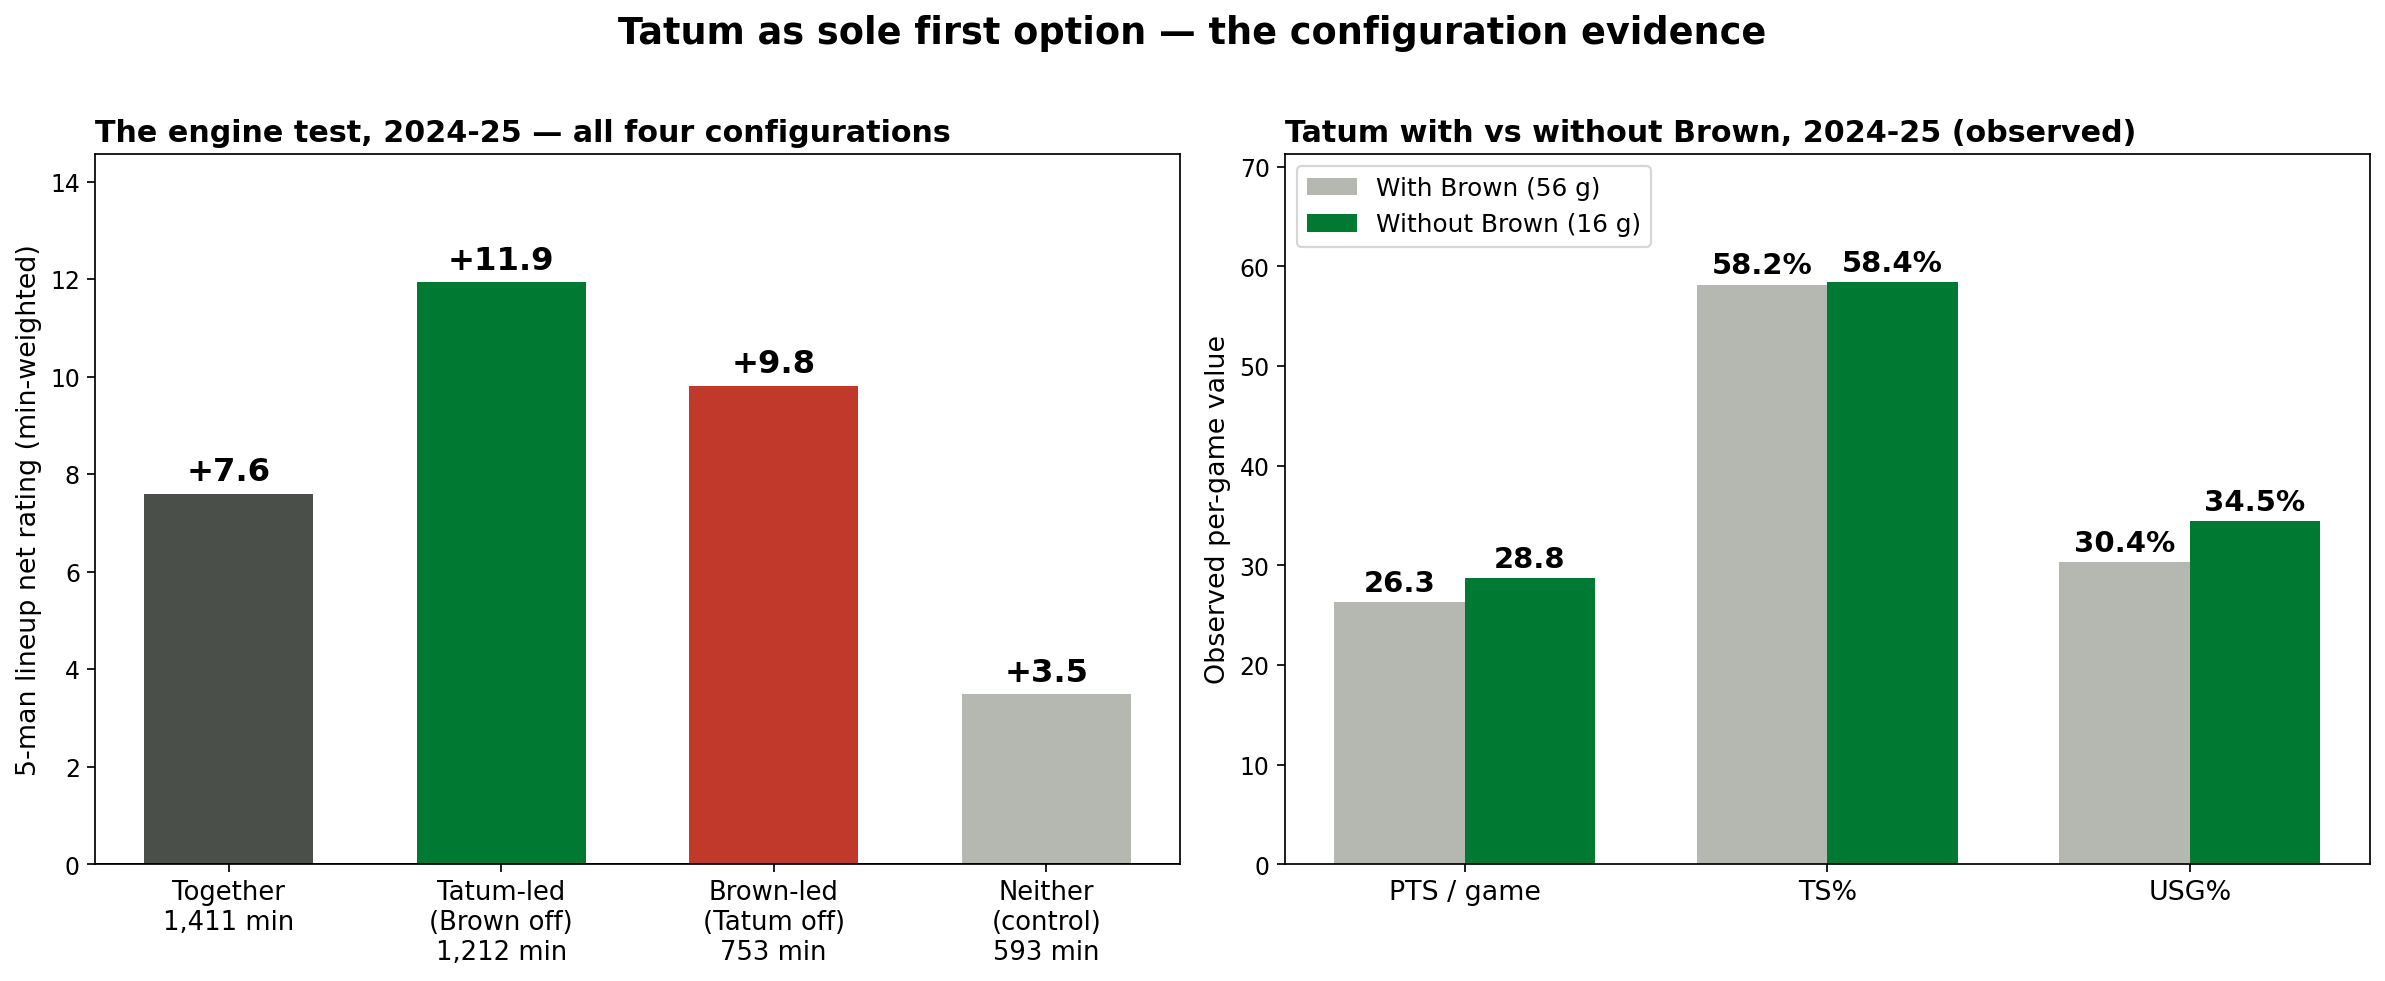 Tatum as sole first option — the configuration evidence
The engine test, 2024-25 — all four configurations
5-man lineup net rating (min-weighted)
14
12
10
8
6
4
2
0
+7.6
+11.9
+9.8
+3.5
Together
1,411 min
Tatum-led
(Brown off)
1,212 min
Brown-led
(Tatum off)
753 min
Neither
(control)
593 min
Tatum with vs without Brown, 2024-25 (observed)
Observed per-game value
70
60
50
40
30
20
10
0
With Brown (56 g)
Without Brown (16 g)
26.3
28.8
58.2%
58.4%
30.4%
34.5%
PTS / game
TS%
USG%